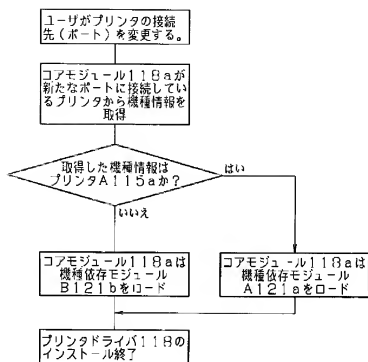 ユーザがプリンタの接続
先(ポート)を変更する。
コアモジュール118aが
新たなポートに接続してい
るプリンタから機種情報を
取得
取得した機種情報は
プリンタA115aか?
はい
いいえ
コアモジュール118aは
機種依存モジュール
B121bをロード
コアモジュール118aは
機種依存モジュール
A121aをロード
プリンタドライバ118の
インストール終了